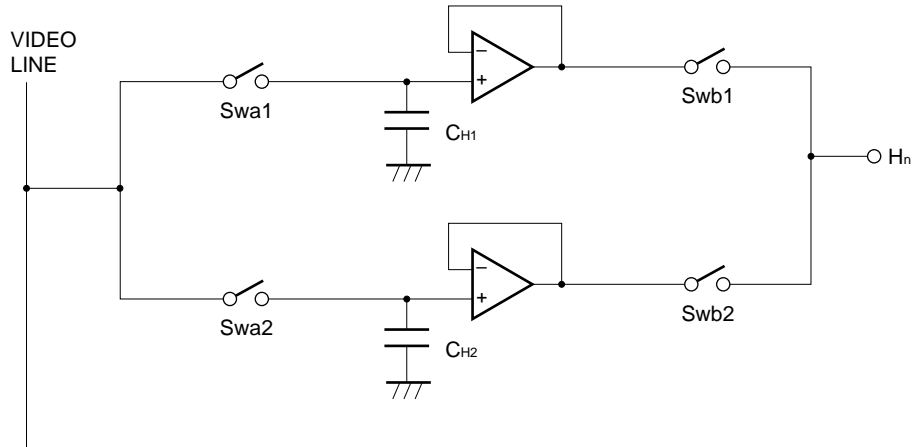 VIDEO
LINE
Swa1
CH1
Swb1
Hn
Swa2
CH2
Swb2
−
+
−
+